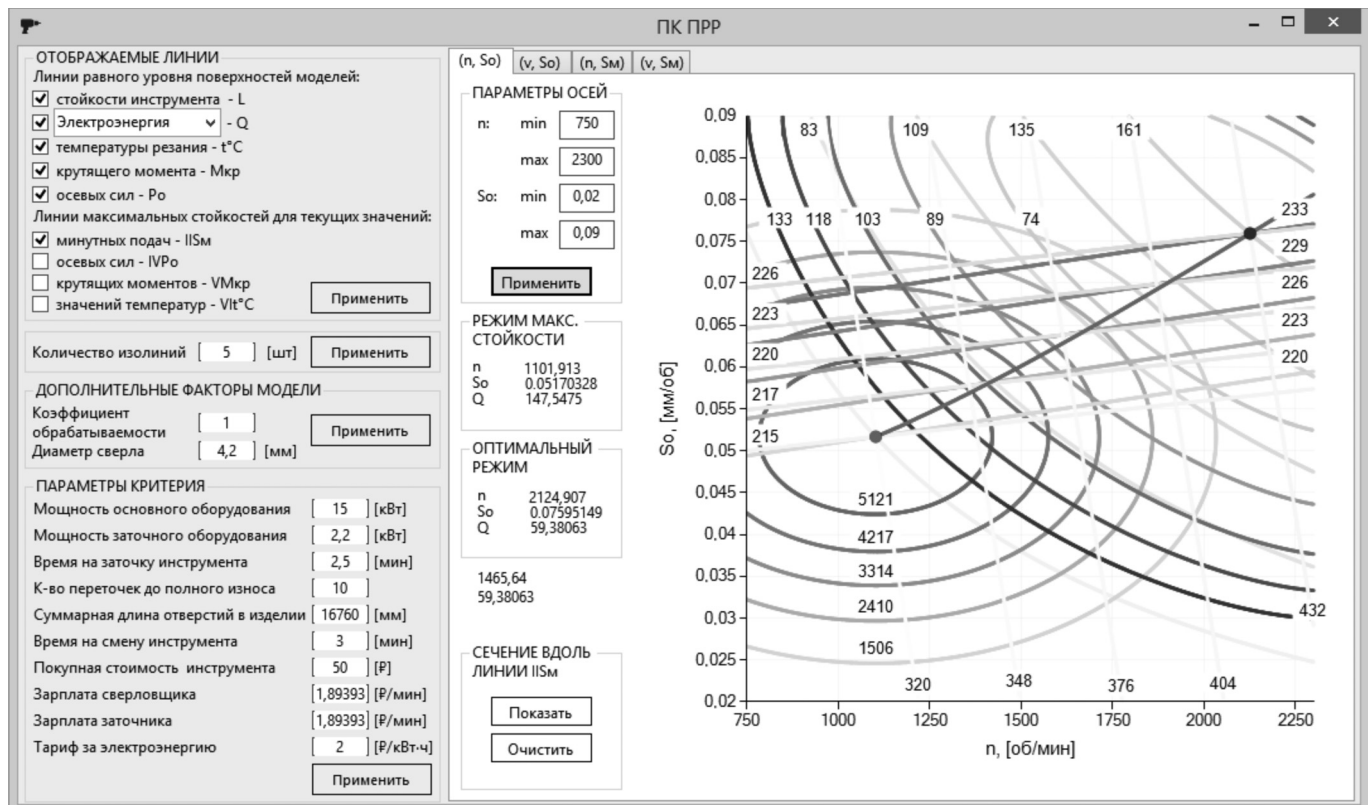 ПК ПРР
ОТОБРАЖАЕМЫЕ ЛИНИИ
Линии равного уровня поверхностей моделей:
стойкости инструмента - L
Электроэнергия - Q
температуры резания - t°C
крутящего момента - Мкр
осевых сил - Ро
Линии максимальных стойкостей для текущих значений:
минутных подач - IISм
осевых сил - IVPo
крутящих моментов - VМкр
значений температур - VIt°C
Применить
Количество изолиний [ 5 ] [шт] Применить
ДОПОЛНИТЕЛЬНЫЕ ФАКТОРЫ МОДЕЛИ
Коэффициент
обрабатываемости [ 1 ]
Диаметр сверла [ 4,2 ] [мм]
Применить
ПАРАМЕТРЫ КРИТЕРИЯ
Мощность основного оборудования [ 15 ] [кВт]
Мощность заточного оборудования [ 2,2 ] [кВт]
Время на заточку инструмента [ 2,5 ] [мин]
К-во переточек до полного износа [ 10 ]
Суммарная длина отверстий в изделии [ 16760 ] [мм]
Время на смену инструмента [ 3 ] [мин]
Покупная стоимость инструмента [ 50 ] [₽]
Зарплата сверловщика [1,89393] [₽/мин]
Зарплата заточника [1,89393] [₽/мин]
Тариф за электроэнергию [ 2 ] [₽/кВт·ч]
Применить
(n, So) (v, So) (n, Sм) (v, Sм)
ПАРАМЕТРЫ ОСЕЙ
n: min 750
max 2300
So: min 0,02
max 0,09
Применить
РЕЖИМ МАКС.
СТОЙКОСТИ
n 1101,913
So 0.05170328
Q 147,5475
ОПТИМАЛЬНЫЙ
РЕЖИМ
n 2124,907
So 0.07595149
Q 59,38063
1465,64
59,38063
СЕЧЕНИЕ ВДОЛЬ
ЛИНИИ IISм
Показать
Очистить
So, [мм/об]
0,09
0,085
0,08
0,075
0,07
0,065
0,06
0,055
0,05
0,045
0,04
0,035
0,03
0,025
0,02
83 109 135 161
133 118 103 89 74
233
229
226
223
220
226
223
220
217
215
5121
4217
3314
2410
1506
432
320 348 376 404
750 1000 1250 1500 1750 2000 2250
n, [об/мин]